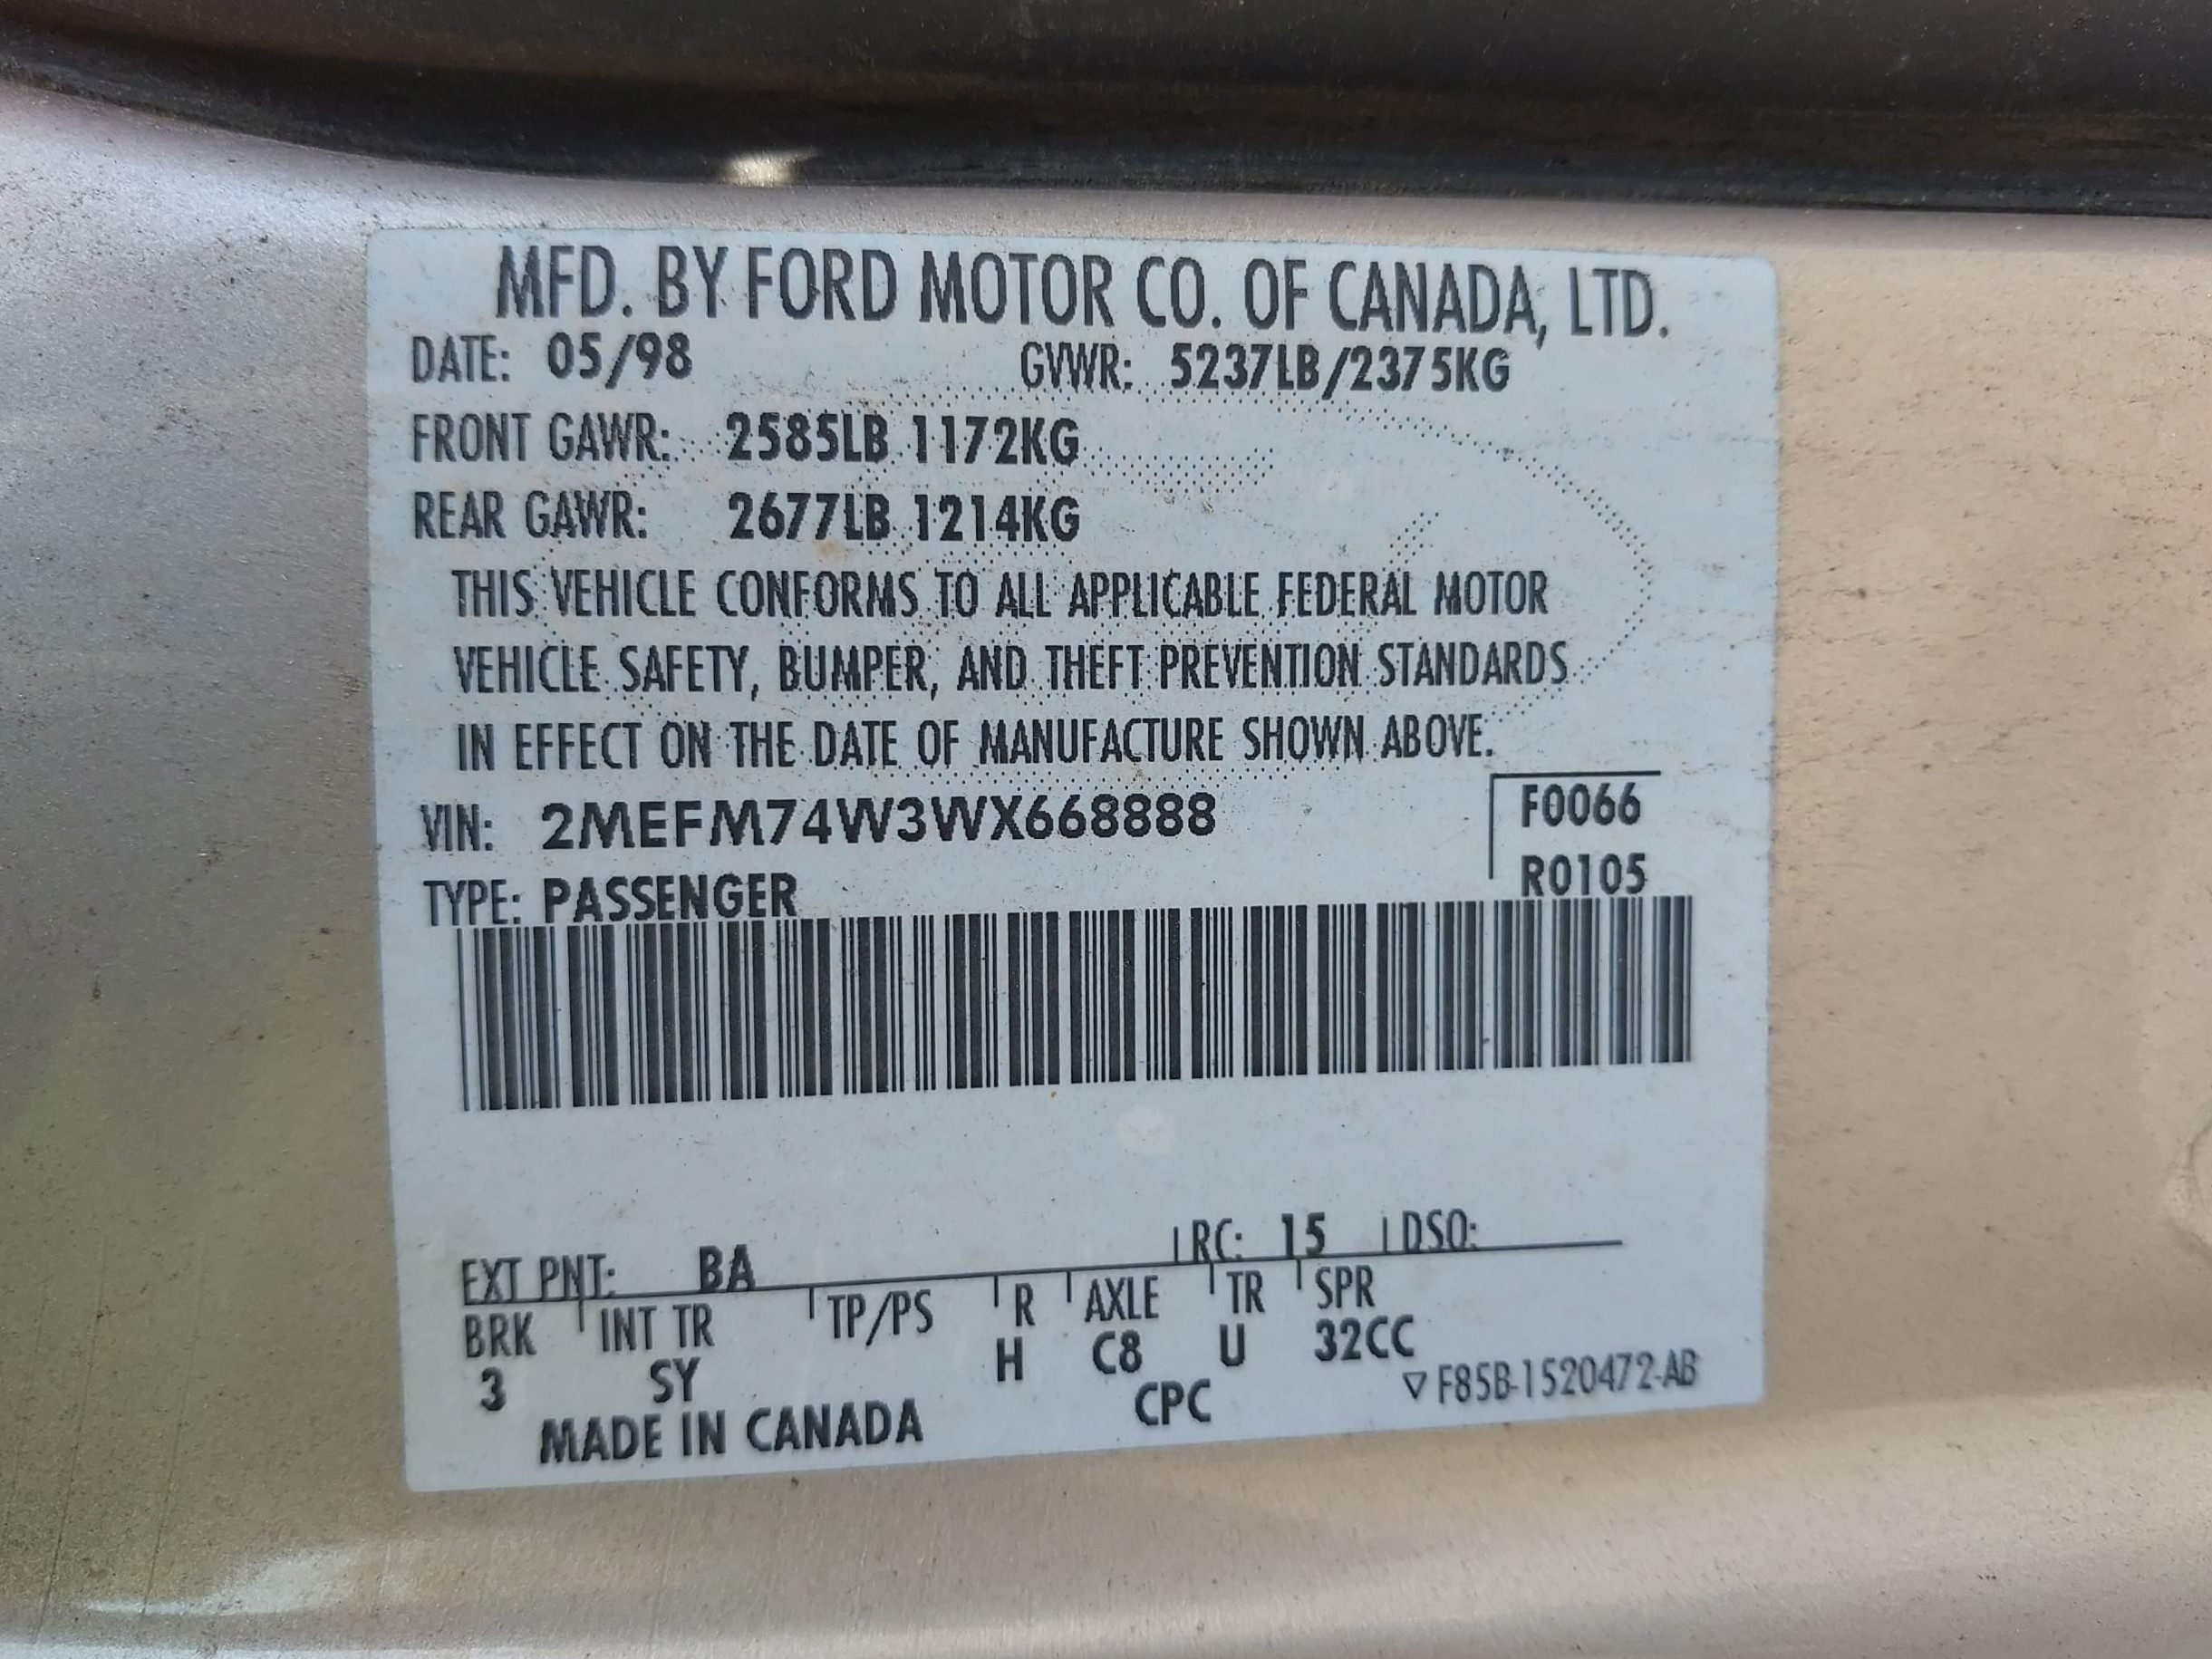 MFD. BY FORD MOTOR CO. OF CANADA, LTD.
DATE: 05/98 GVWR: 5237LB/2375KG
FRONT GAWR: 2585LB 1172KG
REAR GAWR: 2677LB 1214KG
THIS VEHICLE CONFORMS TO ALL APPLICABLE FEDERAL MOTOR
VEHICLE SAFETY, BUMPER, AND THEFT PREVENTION STANDARDS
IN EFFECT ON THE DATE OF MANUFACTURE SHOWN ABOVE.
VIN: 2MEFM74W3WX668888 F0066
TYPE: PASSENGER R0105
EXT PNT: BA RC: 15 DSO:
BRK INT TR TP/PS R AXLE TR SPR
3 SY H C8 U 32CC
MADE IN CANADA CPC ▽ F85B-1520472-AB